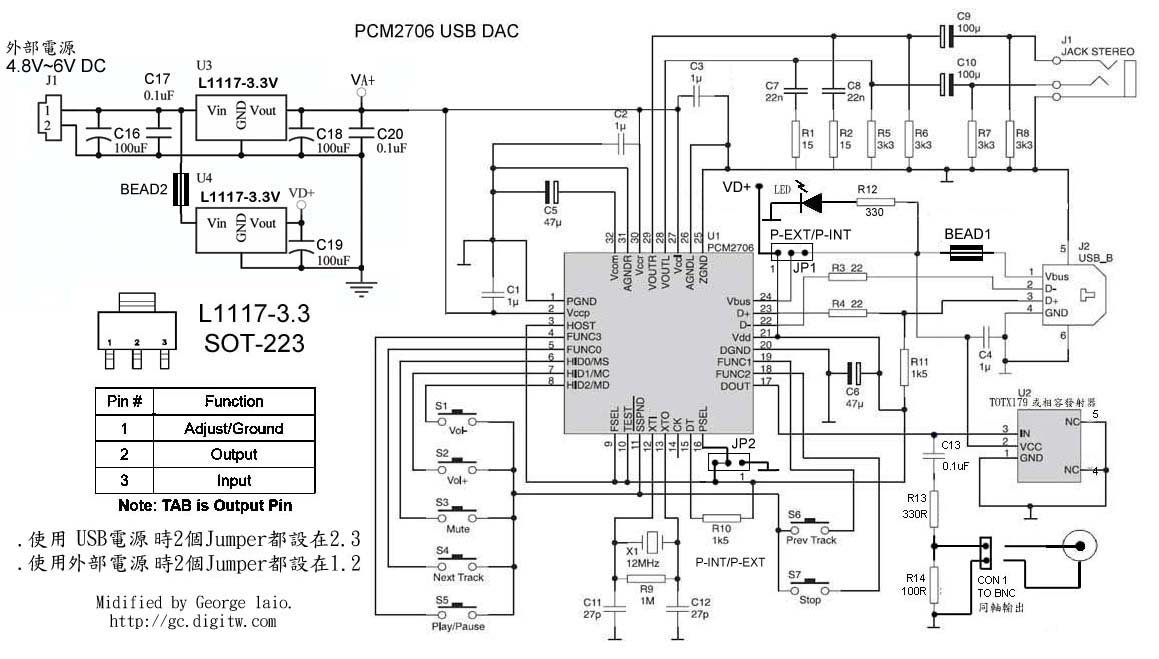 PCM2706 USB DAC
外部電源
4.8V~6V DC
J1
1
2
C17
0.1uF
C16
100uF
U3
L1117-3.3V
Vin
GND
Vout
VA+
C18
100uF
C20
0.1uF
BEAD2
U4
L1117-3.3V
Vin
GND
Vout
VD+
C19
100uF
L1117-3.3
SOT-223
1
2
3
Pin # Function
1 Adjust/Ground
2 Output
3 Input
Note: TAB is Output Pin
.使用 USB電源 時2個Jumper都設在2.3
.使用外部電源 時2個Jumper都設在1.2
Midified by George laio.
http://gc.digitw.com
C3
1µ
C2
1µ
C5
47µ
C1
1µ
C9
100µ
C10
100µ
J1
JACK STEREO
C7
22n
C8
22n
R1
15
R2
15
R5
3k3
R6
3k3
R7
3k3
R8
3k3
VD+
LED
R12
330
P-EXT/P-INT
1
JP1
BEAD1
U1
PCM2706
32
31
30
29
28
27
26
25
Vcom
AGNDR
Vccr
VOUTR
VOUTL
Vccl
AGNDL
ZGND
1 PGND
2 Vccp
3 HOST
4 FUNC3
5 FUNC0
6 HID0/MS
7 HID1/MC
8 HID2/MD
Vbus 24
D+ 23
D- 22
Vdd 21
DGND 20
FUNC1 19
FUNC2 18
DOUT 17
FSEL
TEST
SSPND
XTI
XTO
CK
DT
PSEL
9
10
11
12
13
14
15
16
R3 22
R4 22
R11
1k5
C4
1µ
C6
47µ
5
J2
USB_B
1 Vbus
2 D-
3 D+
4 GND
6
U2
TOTX179 或相容發射器
3 IN
2 VCC
1 GND
NC 5
NC 4
C13
0.1uF
R13
330R
R14
100R
CON 1
TO BNC
同軸輸出
JP2
1
R10
1k5
P-INT/P-EXT
S1
Vol-
S2
Vol+
S3
Mute
S4
Next Track
S5
Play/Pause
S6
Prev Track
S7
Stop
X1
12MHz
R9
1M
C11
27p
C12
27p